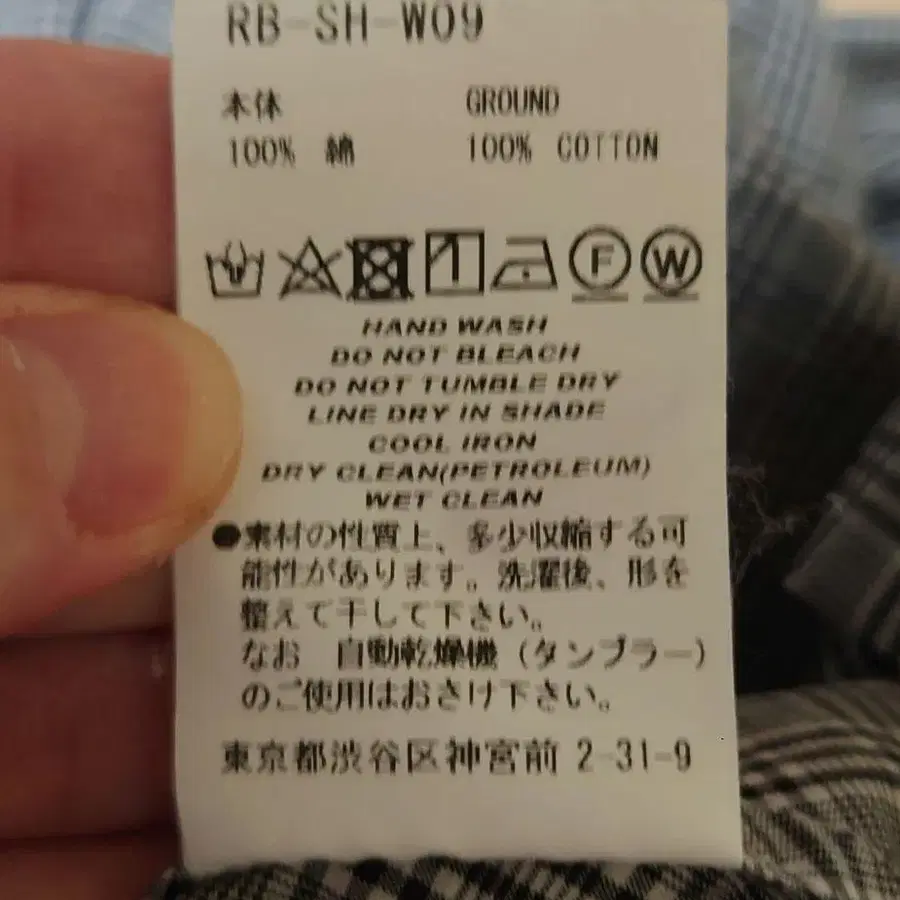 RB-SH-W09
本体 GROUND
100% 綿 100% COTTON
F W
HAND WASH
DO NOT BLEACH
DO NOT TUMBLE DRY
LINE DRY IN SHADE
COOL IRON
DRY CLEAN(PETROLEUM)
WET CLEAN
●素材の性質上、多少収縮する可
能性があります。洗濯後、形を
整えて干して下さい。
なお 自動乾燥機（タンブラー）
のご使用はおさけ下さい。
東京都渋谷区神宮前 2-31-9